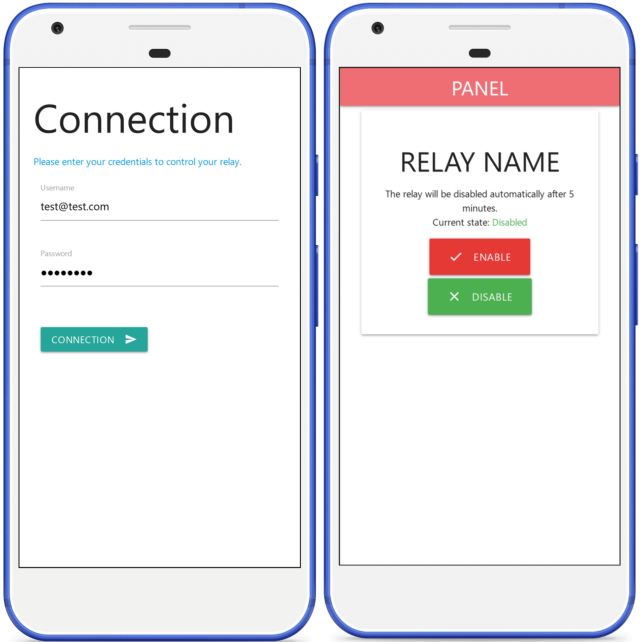 Connection
Please enter your credentials to control your relay.
Username
test@test.com
Password
CONNECTION
PANEL
RELAY NAME
The relay will be disabled automatically after 5
minutes.
Current state: Disabled
ENABLE
DISABLE